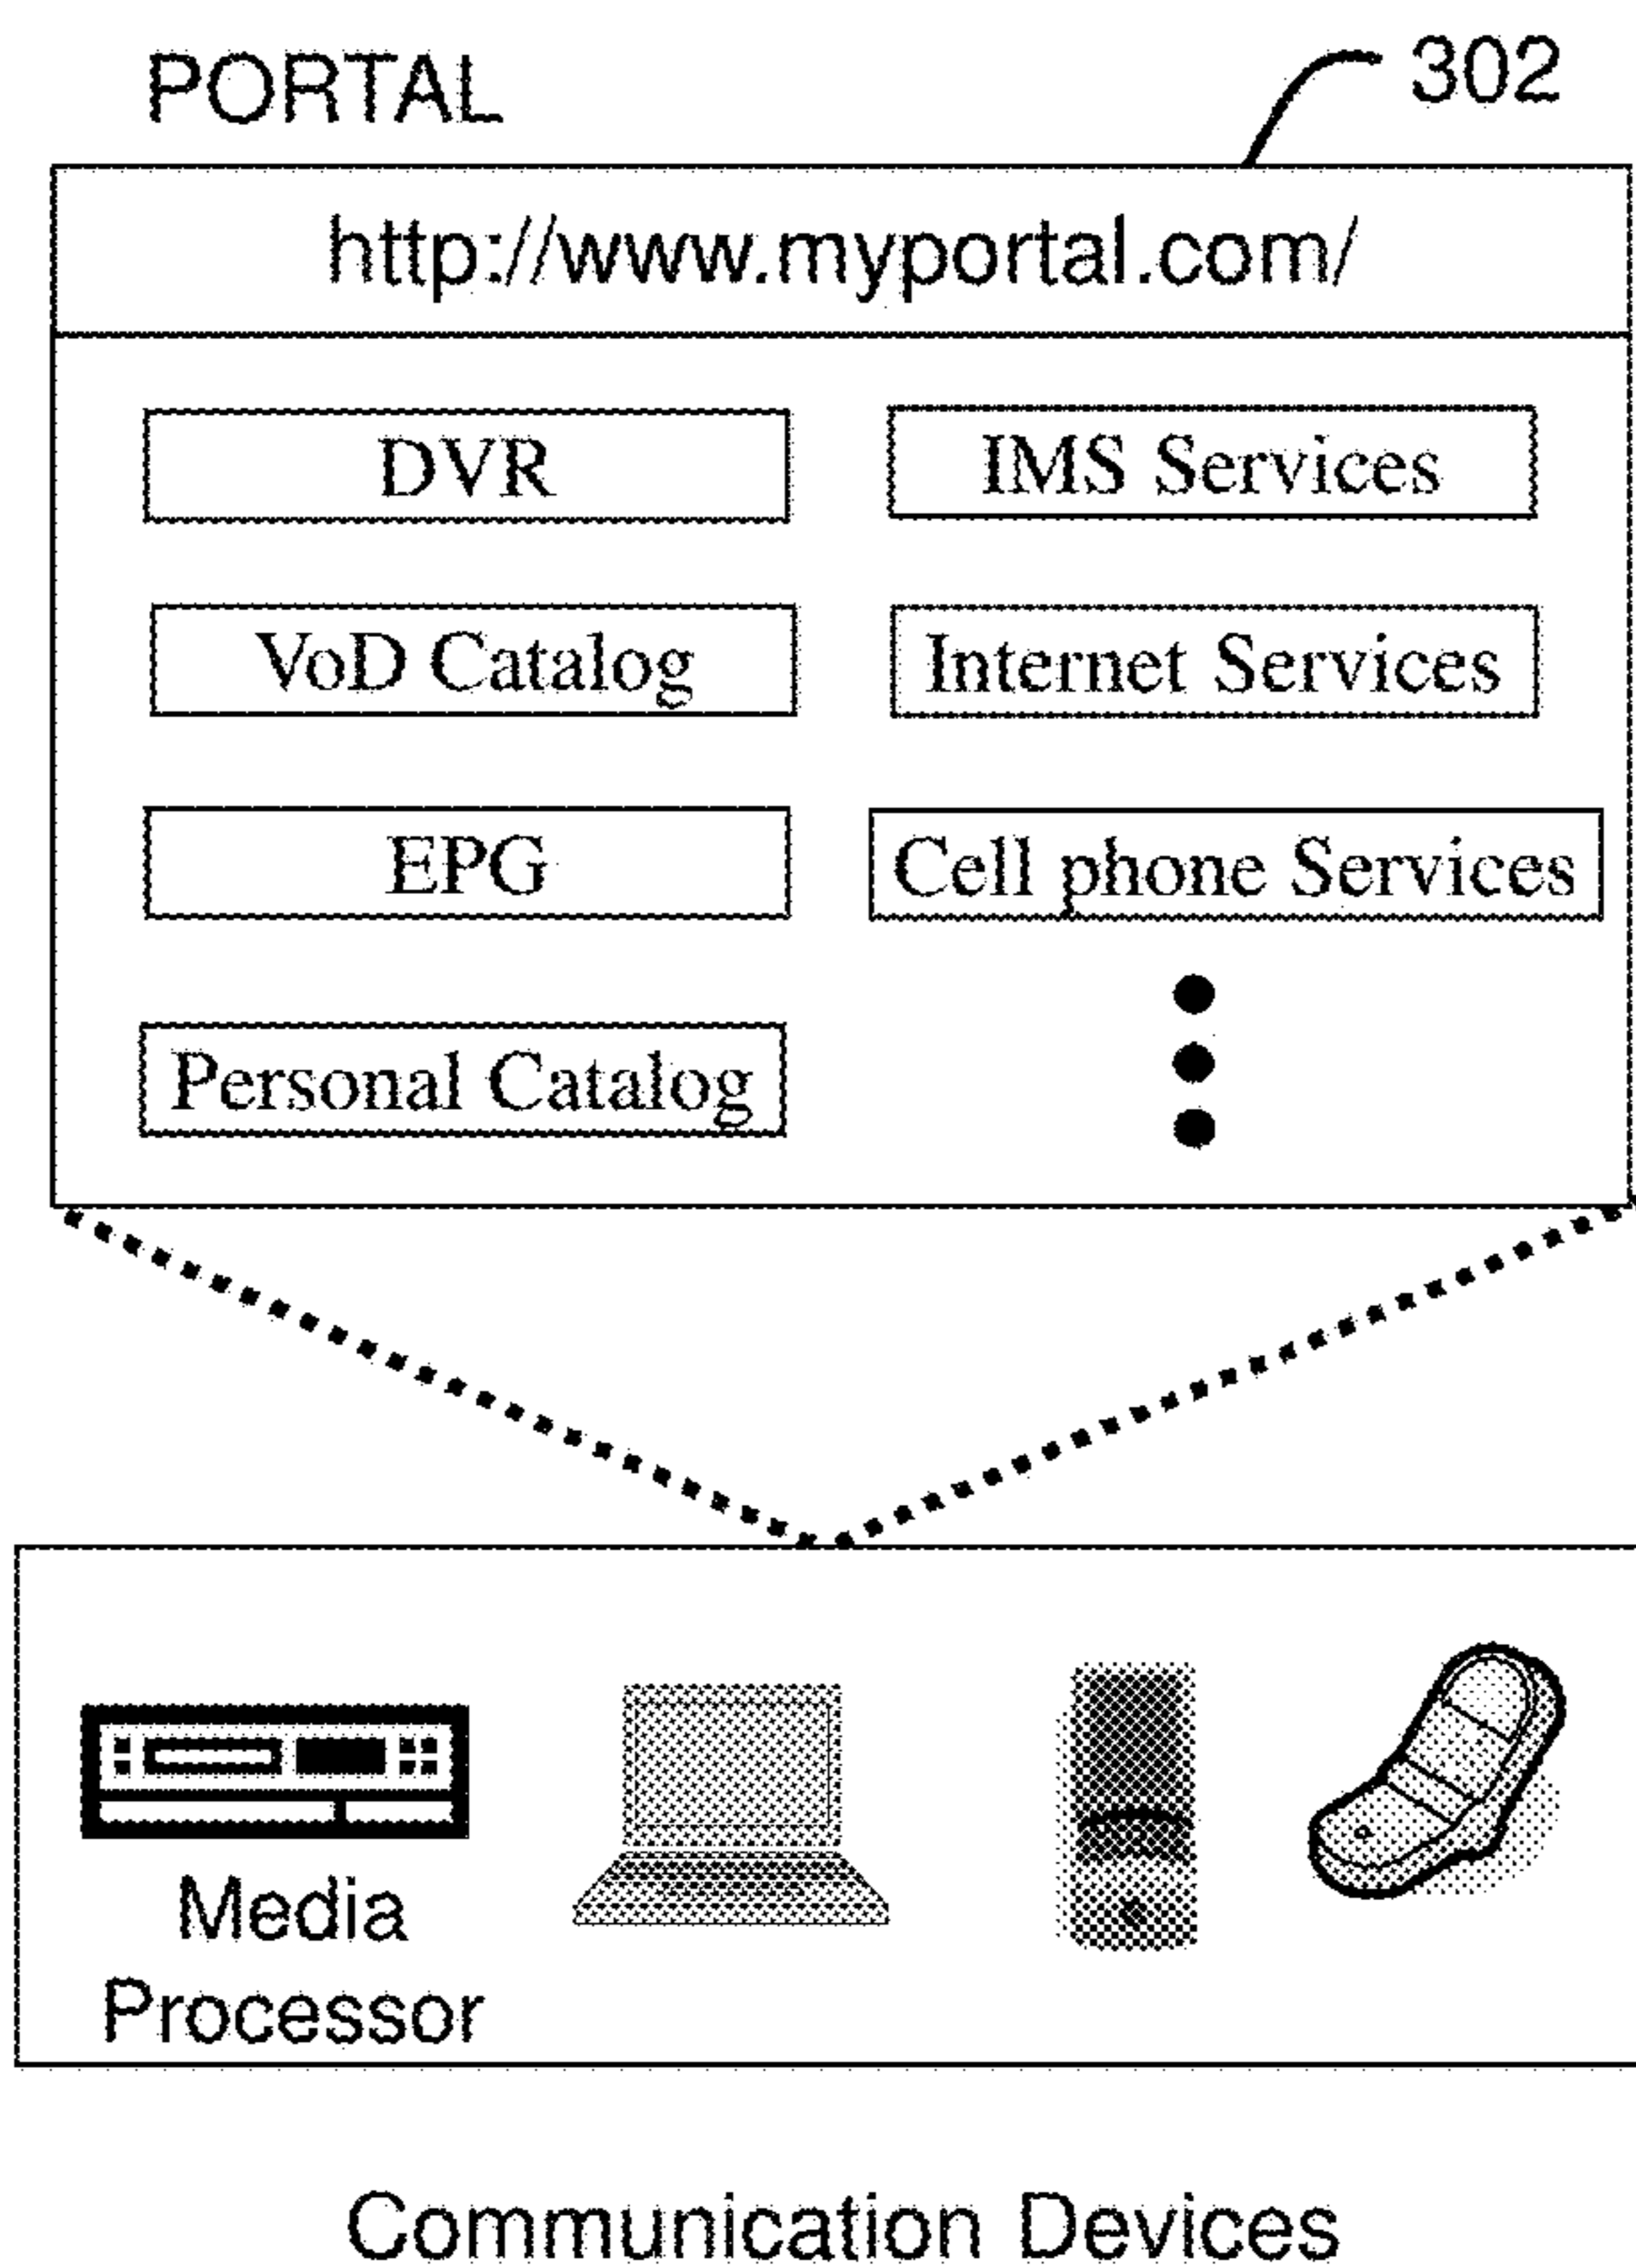 PORTAL
302
http://www.myportal.com/
DVR
IMS Services
VoD Catalog
Internet Services
EPG
Cell phone Services
Personal Catalog
Media
Processor
Communication Devices